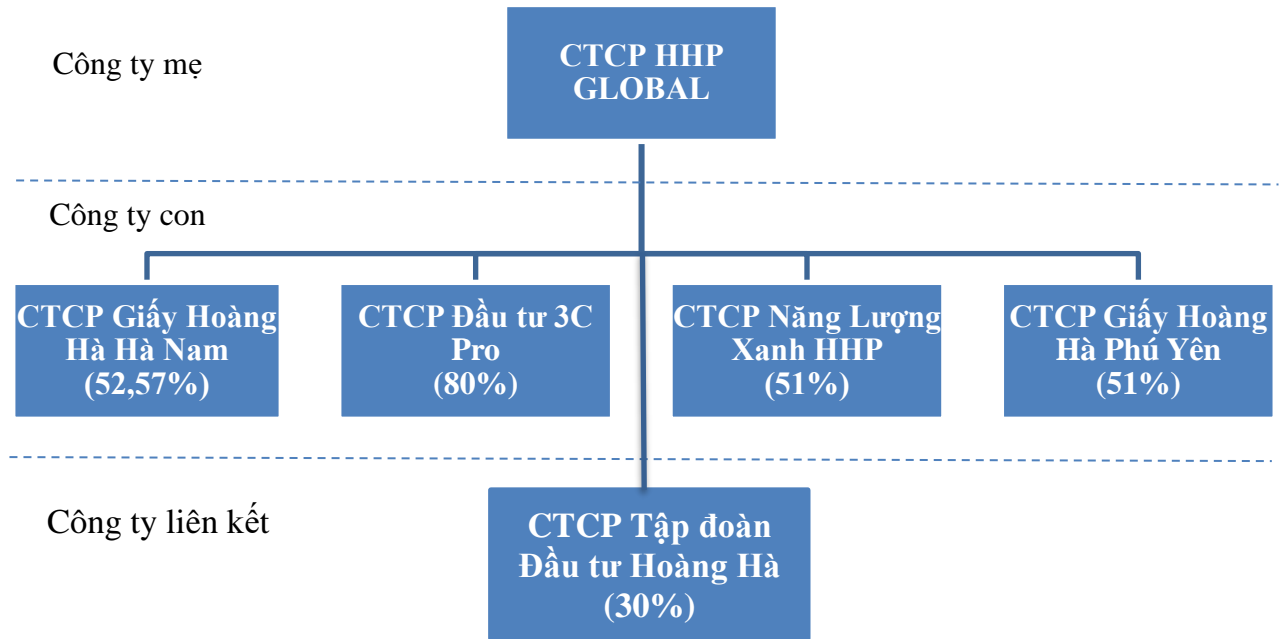 Công ty mẹ
CTCP HHP
GLOBAL
Công ty con
CTCP Giấy Hoàng
Hà Hà Nam
(52,57%)
CTCP Đầu tư 3C
Pro
(80%)
CTCP Năng Lượng
Xanh HHP
(51%)
CTCP Giấy Hoàng
Hà Phú Yên
(51%)
Công ty liên kết
CTCP Tập đoàn
Đầu tư Hoàng Hà
(30%)